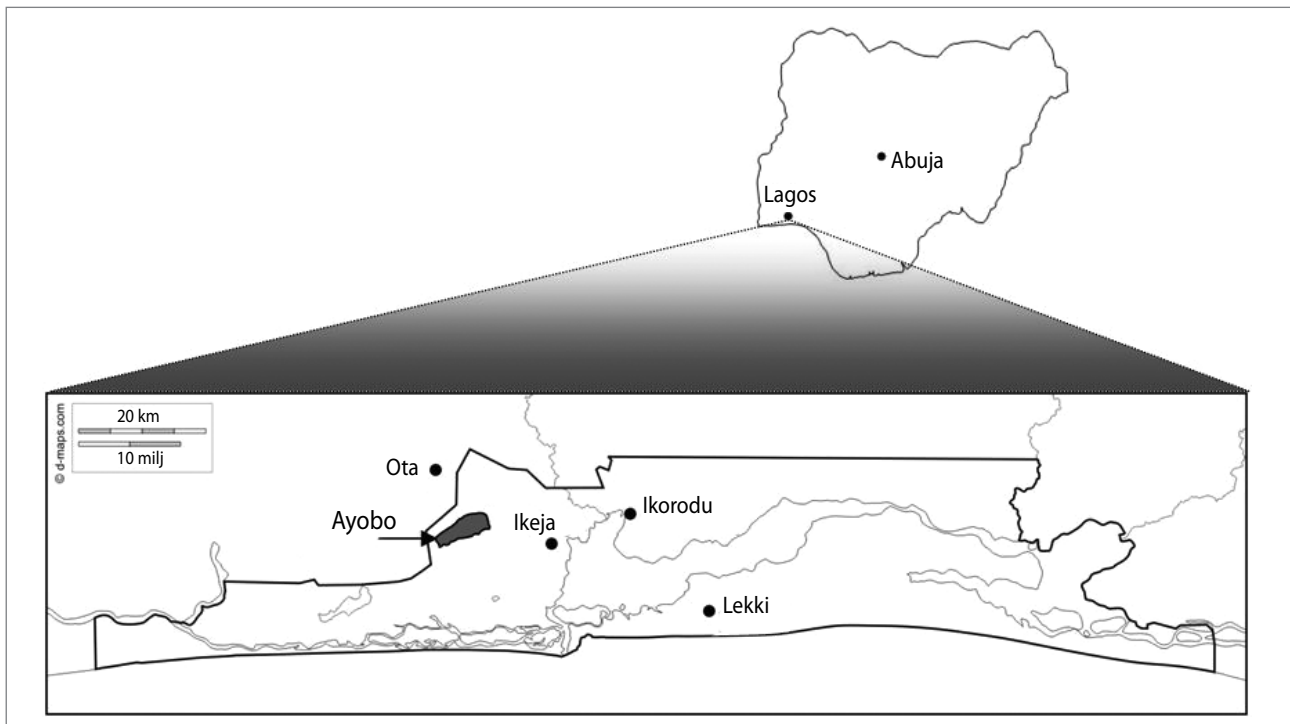 Abuja
Lagos
© d-maps.com
20 km
10 milj
Ota
Ayobo
Ikeja
Ikorodu
Lekki